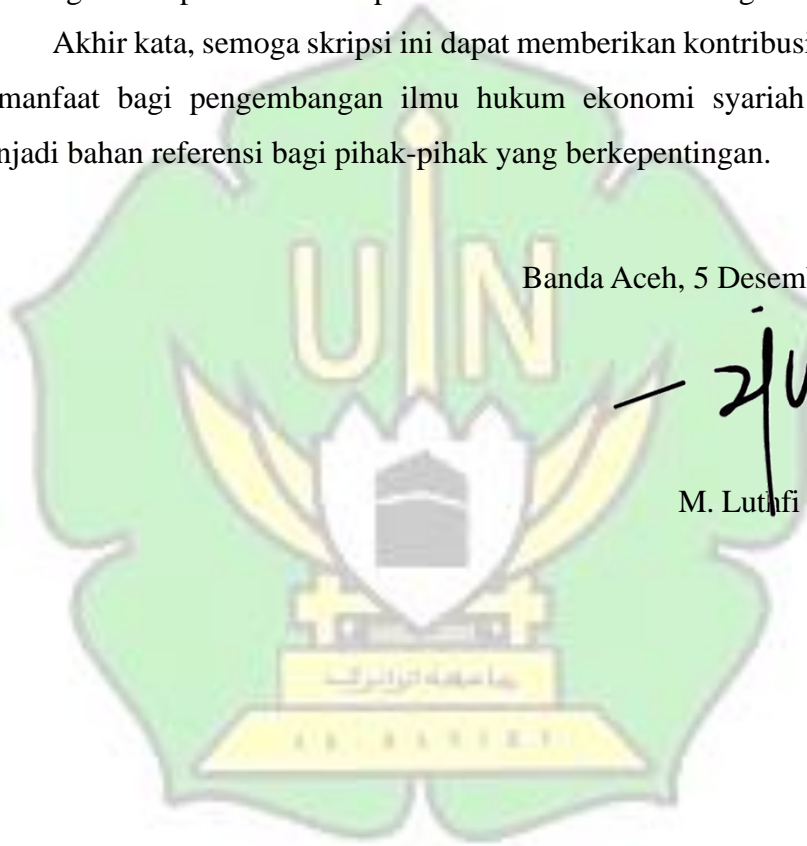 Akhir kata, semoga skripsi ini dapat memberikan kontribusi
manfaat bagi pengembangan ilmu hukum ekonomi syariah
njadi bahan referensi bagi pihak-pihak yang berkepentingan.
UIN
Banda Aceh, 5 Desem
M. Luthfi